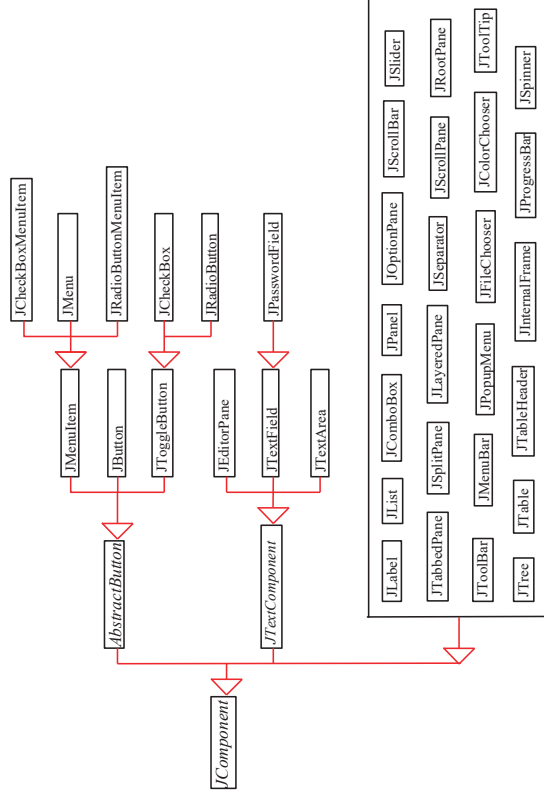 JComponent
AbstractButton
JTextComponent
JMenuItem
JButton
JToggleButton
JEditorPane
JTextField
JTextArea
JCheckBoxMenuItem
JMenu
JRadioButtonMenuItem
JCheckBox
JRadioButton
JPasswordField
JLabel
JList
JComboBox
JPanel
JOptionPane
JScrollBar
JSlider
JTabbedPane
JSplitPane
JLayeredPane
JSeparator
JScrollPane
JRootPane
JToolBar
JMenuBar
JPopupMenu
JFileChooser
JColorChooser
JToolTip
JTree
JTable
JTableHeader
JInternalFrame
JProgressBar
JSpinner